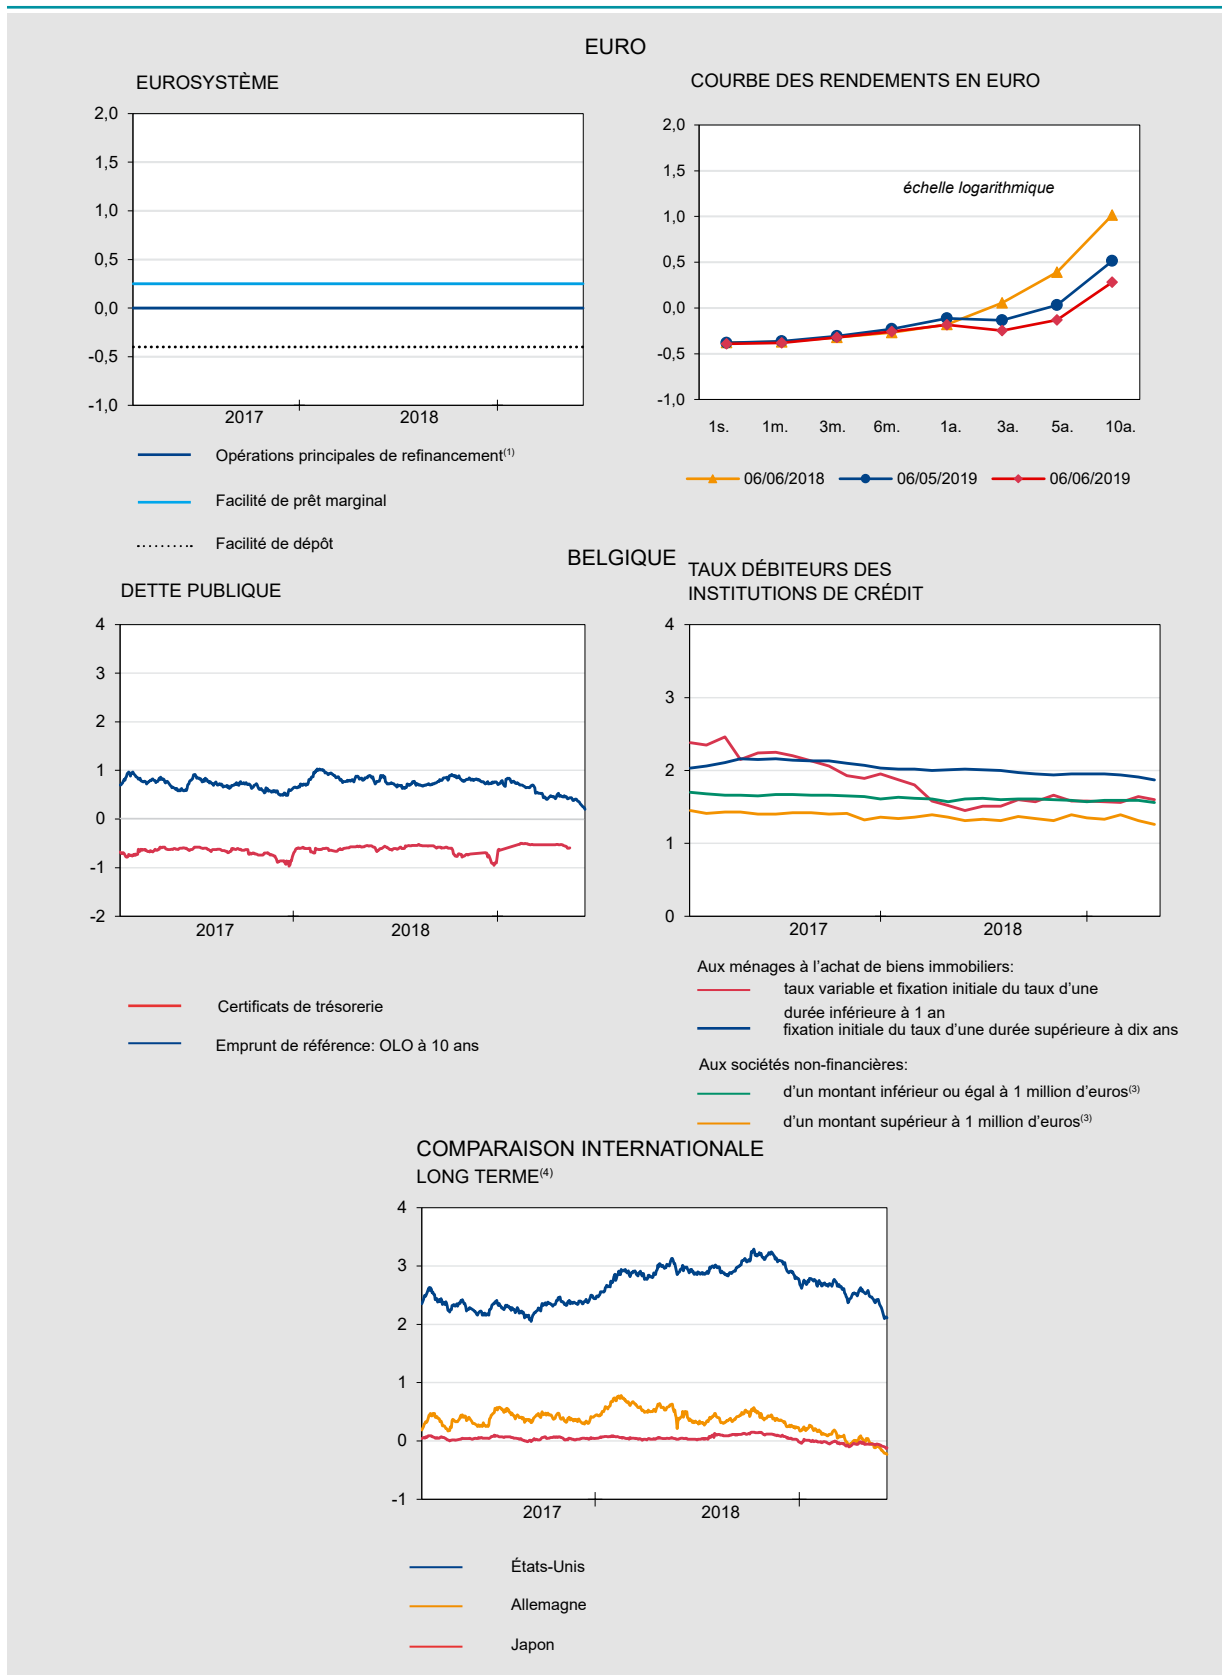 EURO
EUROSYSTÈME
2,0
1,5
1,0
0,5
0,0
-0,5
-1,0
2017
2018
Opérations principales de refinancement(1)
Facilité de prêt marginal
Facilité de dépôt
COURBE DES RENDEMENTS EN EURO
2,0
1,5
1,0
0,5
0,0
-0,5
-1,0
échelle logarithmique
1s. 1m. 3m. 6m. 1a. 3a. 5a. 10a.
06/06/2018 06/05/2019 06/06/2019
BELGIQUE
DETTE PUBLIQUE
4
3
2
1
0
-1
-2
2017
2018
Certificats de trésorerie
Emprunt de référence: OLO à 10 ans
TAUX DÉBITEURS DES
INSTITUTIONS DE CRÉDIT
4
3
2
1
0
2017
2018
Aux ménages à l'achat de biens immobiliers:
taux variable et fixation initiale du taux d'une
durée inférieure à 1 an
fixation initiale du taux d'une durée supérieure à dix ans
Aux sociétés non-financières:
d'un montant inférieur ou égal à 1 million d'euros(3)
d'un montant supérieur à 1 million d'euros(3)
COMPARAISON INTERNATIONALE
LONG TERME(4)
4
3
2
1
0
-1
2017
2018
États-Unis
Allemagne
Japon